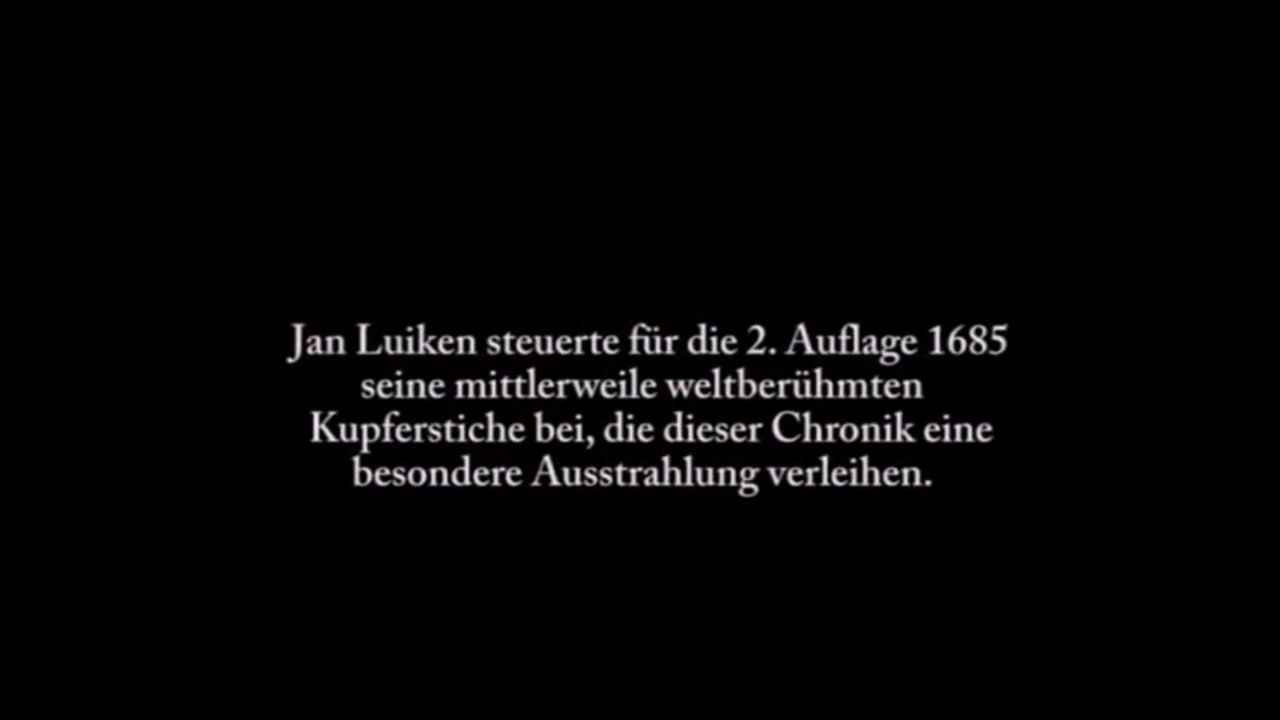 Jan Luiken steuerte für die 2. Auflage 1685
seine mittlerweile weltberühmten
Kupferstiche bei, die dieser Chronik eine
besondere Ausstrahlung verleihen.